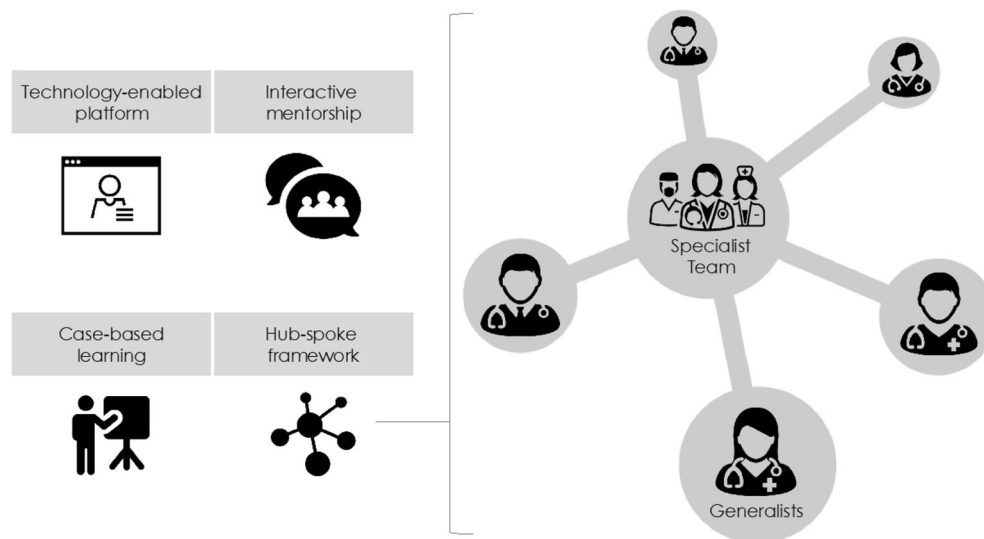 Technology-enabled
platform
Interactive
mentorship
Case-based
learning
Hub-spoke
framework
Specialist
Team
Generalists